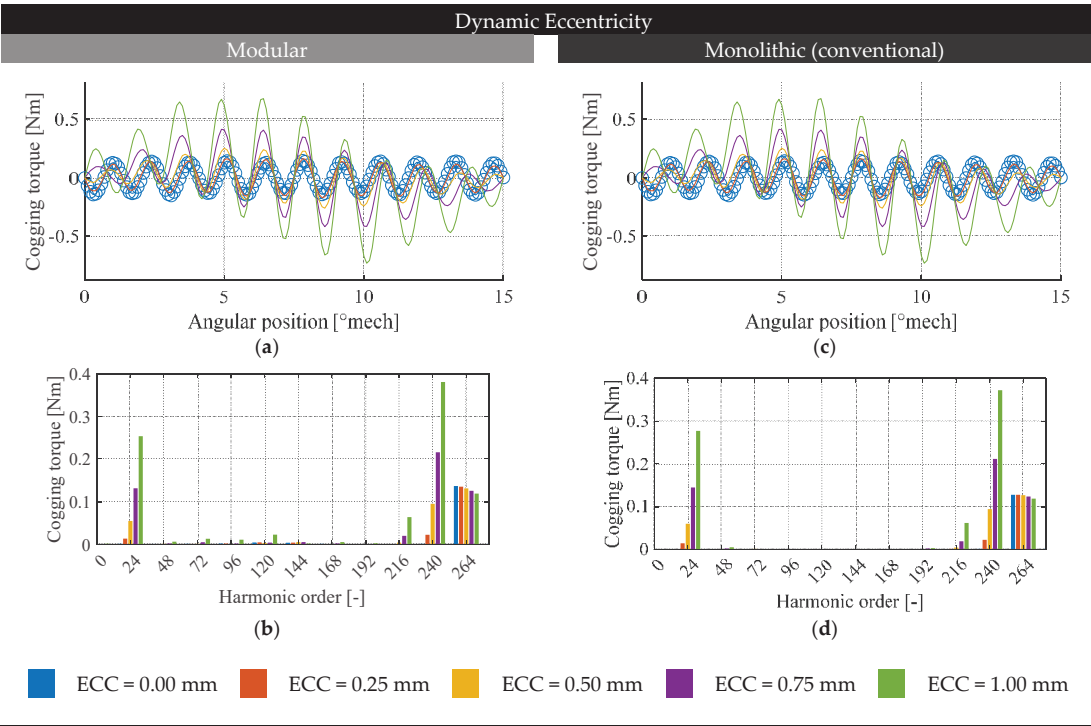 Dynamic Eccentricity
Modular
Monolithic (conventional)
Cogging torque [Nm]
0.5
0
-0.5
0
5
10
15
Angular position [°mech]
(a)
Cogging torque [Nm]
0.5
0
-0.5
0
5
10
15
Angular position [°mech]
(c)
Cogging torque [Nm]
0.4
0.3
0.2
0.1
0
0
24
48
72
96
120
144
168
192
216
240
264
Harmonic order [-]
(b)
Cogging torque [Nm]
0.4
0.3
0.2
0.1
0
0
24
48
72
96
120
144
168
192
216
240
264
Harmonic order [-]
(d)
ECC = 0.00 mm
ECC = 0.25 mm
ECC = 0.50 mm
ECC = 0.75 mm
ECC = 1.00 mm